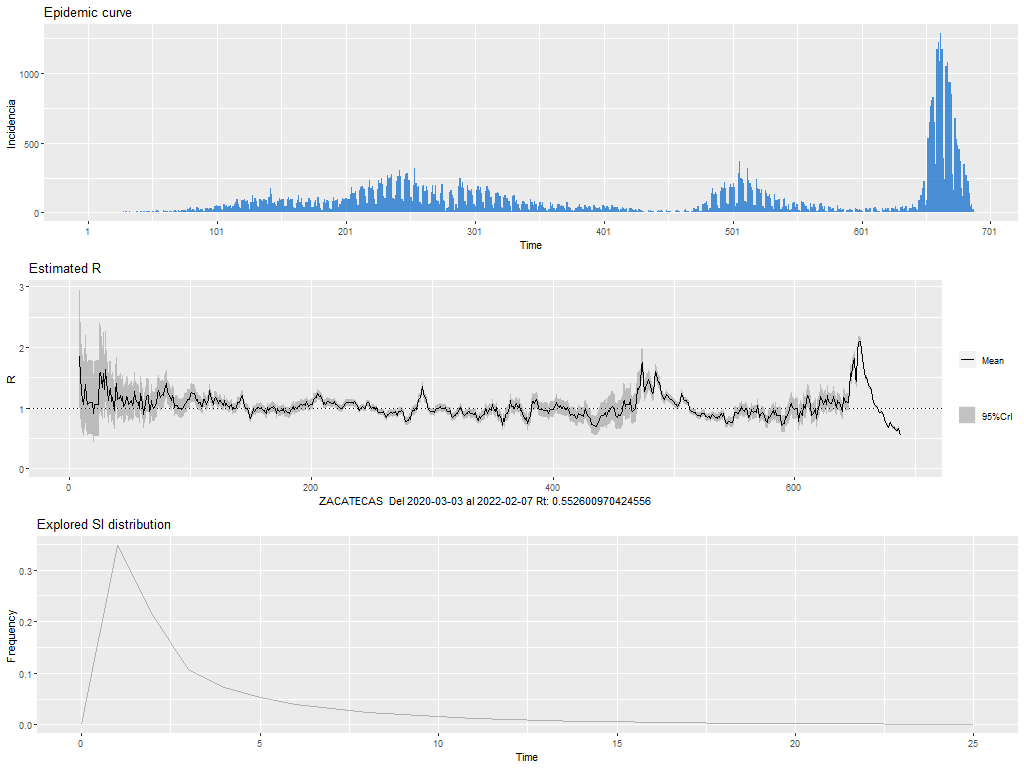 Epidemic curve
1000
500
0
Incidencia
1 101 201 301 401 501 601 701
Time
Estimated R
3
2
1
0
R
Mean
95%CrI
0 200 400 600
ZACATECAS Del 2020-03-03 al 2022-02-07 Rt: 0.552600970424556
Explored SI distribution
0.3
0.2
0.1
0.0
Frequency
0 5 10 15 20 25
Time